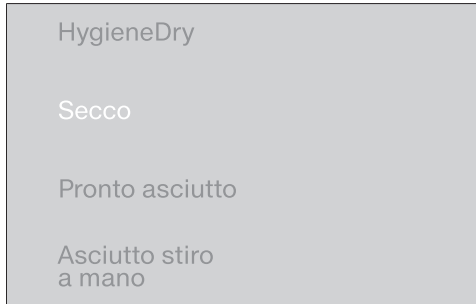 HygieneDry
Secco
Pronto asciutto
Asciutto stiro
a mano